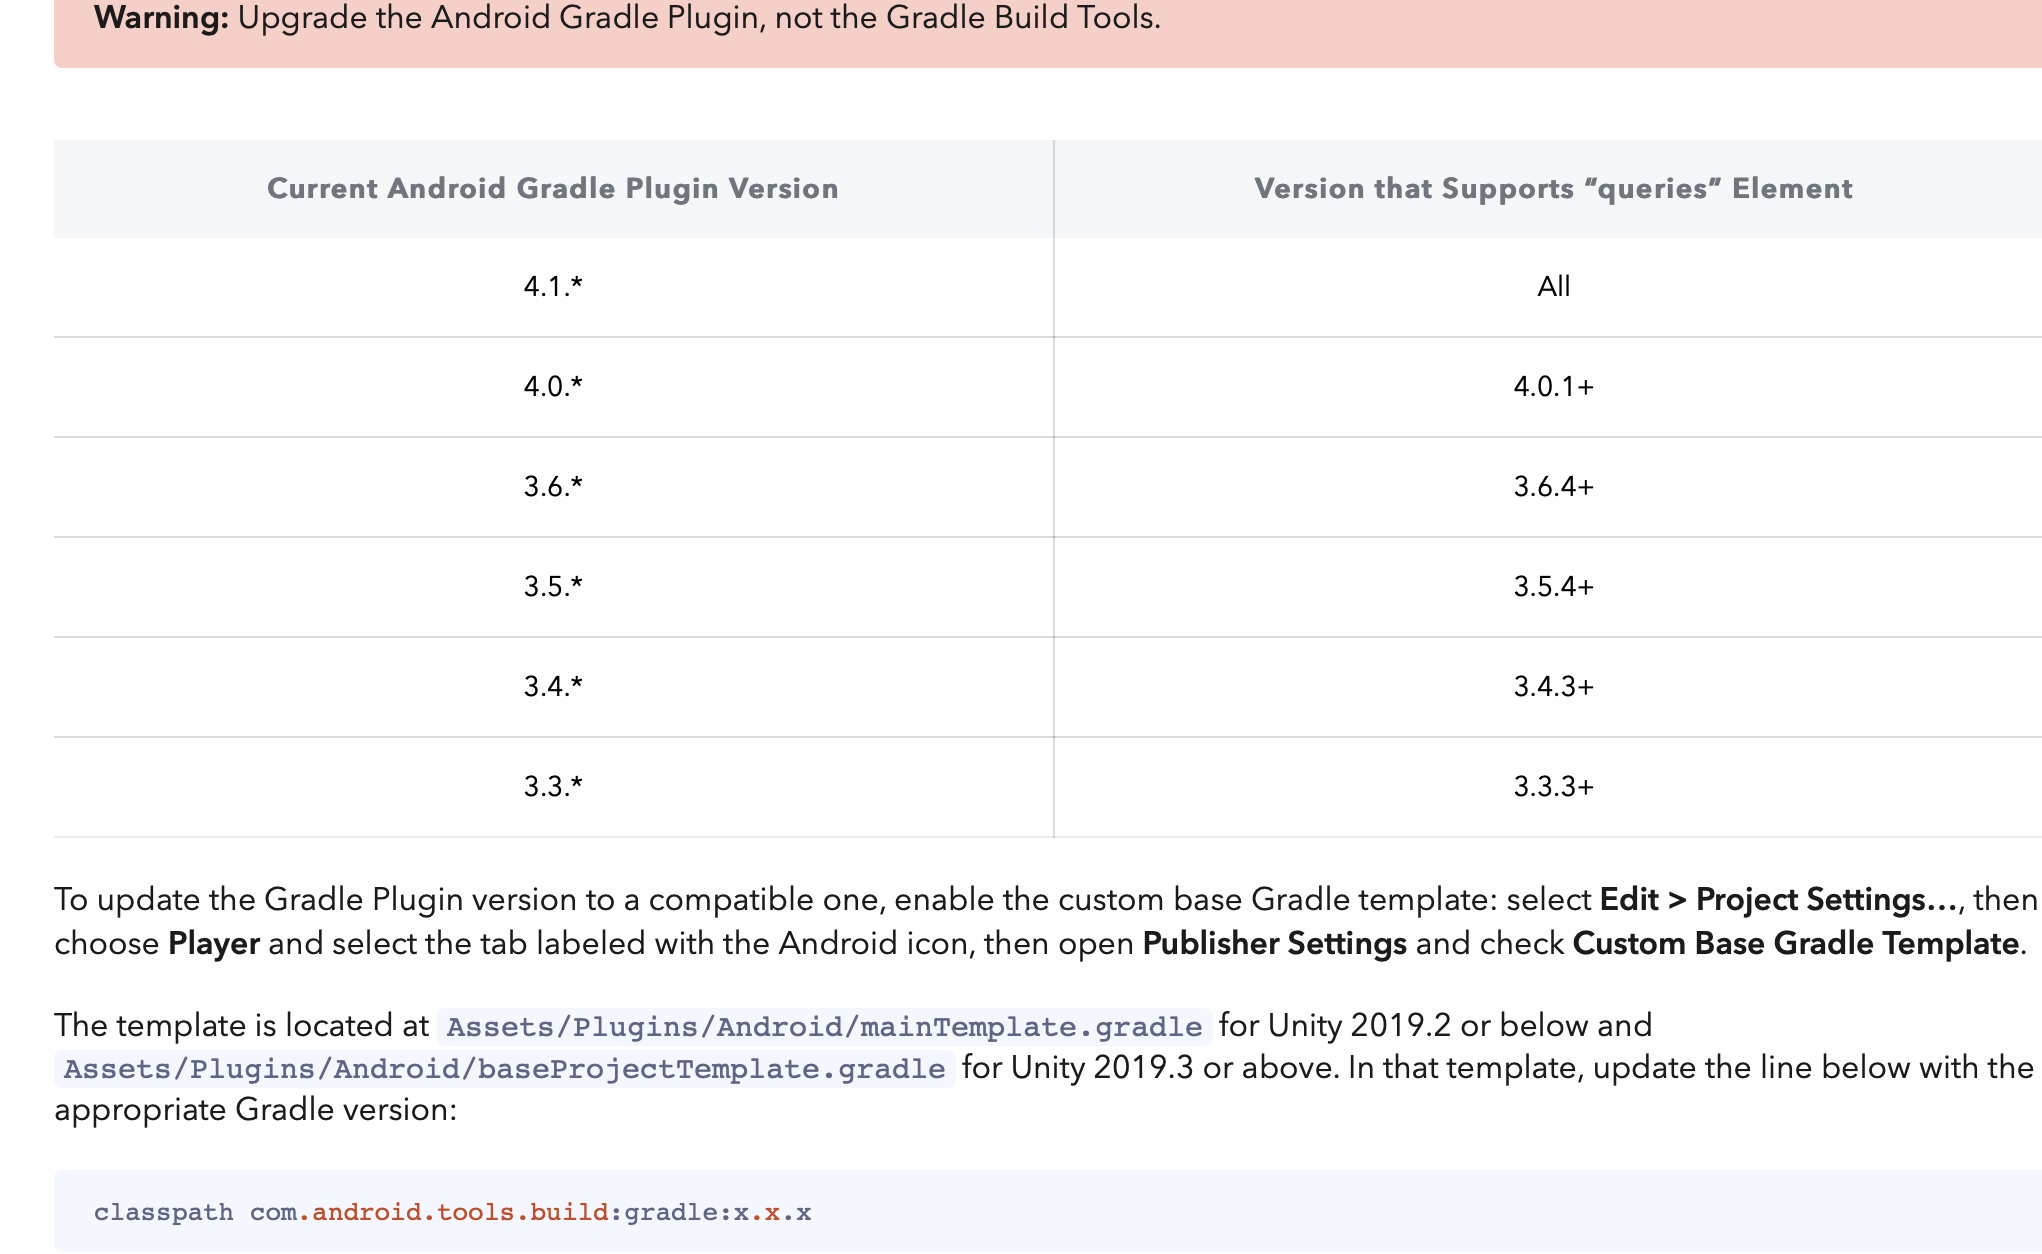 Warning: Upgrade the Android Gradle Plugin, not the Gradle Build Tools.
Current Android Gradle Plugin Version
Version that Supports “queries” Element
4.1.*
All
4.0.*
4.0.1+
3.6.*
3.6.4+
3.5.*
3.5.4+
3.4.*
3.4.3+
3.3.*
3.3.3+
To update the Gradle Plugin version to a compatible one, enable the custom base Gradle template: select Edit > Project Settings…, then
choose Player and select the tab labeled with the Android icon, then open Publisher Settings and check Custom Base Gradle Template.
The template is located at Assets/Plugins/Android/mainTemplate.gradle for Unity 2019.2 or below and
Assets/Plugins/Android/baseProjectTemplate.gradle for Unity 2019.3 or above. In that template, update the line below with the
appropriate Gradle version:
classpath com.android.tools.build:gradle:x.x.x